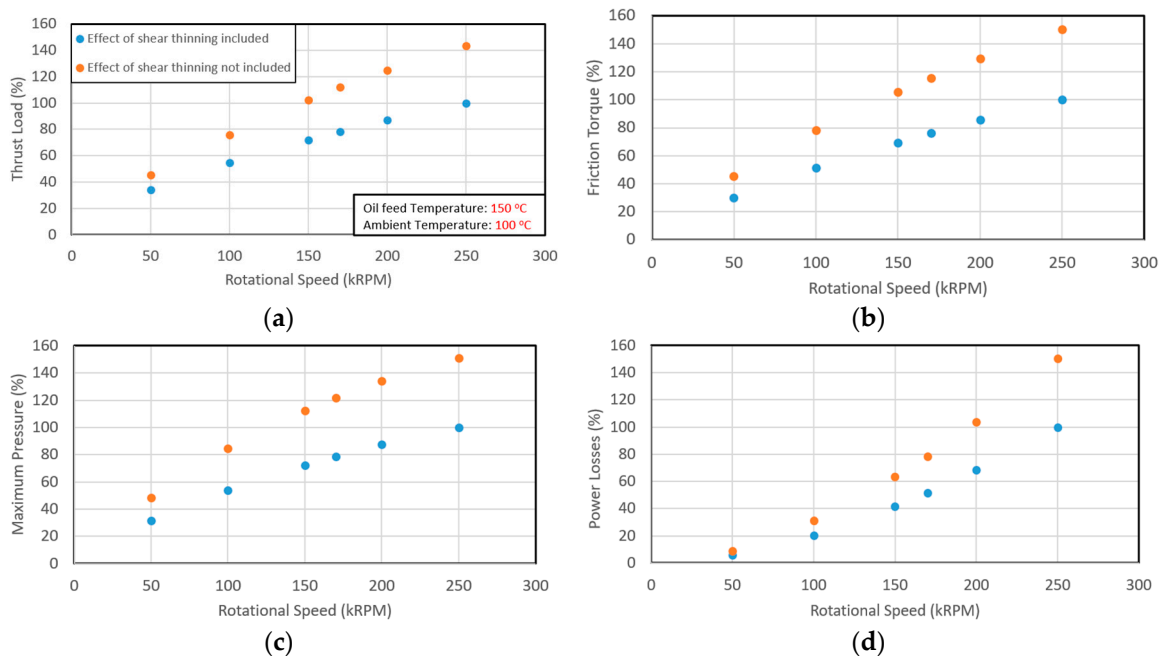 160
140
120
100
80
60
40
20
0
Thrust Load (%)
Effect of shear thinning included
Effect of shear thinning not included
Oil feed Temperature: 150 °C
Ambient Temperature: 100 °C
0 50 100 150 200 250 300
Rotational Speed (kRPM)
(a)
160
140
120
100
80
60
40
20
0
Friction Torque (%)
0 50 100 150 200 250 300
Rotational Speed (kRPM)
(b)
160
140
120
100
80
60
40
20
0
Maximum Pressure (%)
0 50 100 150 200 250 300
Rotational Speed (kRPM)
(c)
160
140
120
100
80
60
40
20
0
Power Losses (%)
0 50 100 150 200 250 300
Rotational Speed (kRPM)
(d)